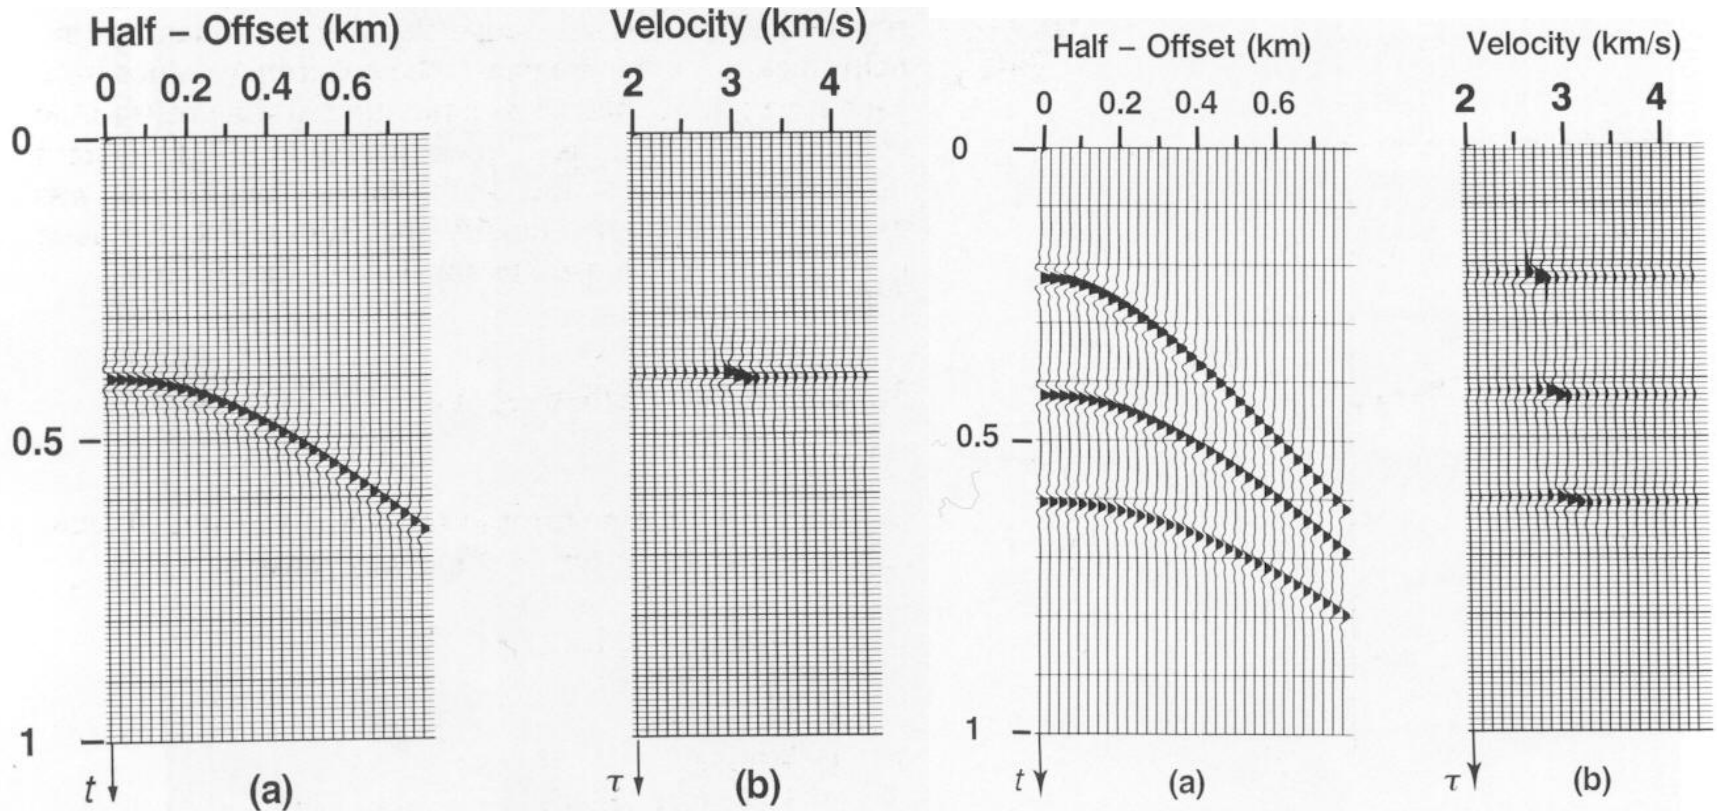 Half – Offset (km)
0 0.2 0.4 0.6
0
0.5
1
t
(a)
Velocity (km/s)
2 3 4
τ
(b)
Half – Offset (km)
0 0.2 0.4 0.6
0
0.5
1
t
(a)
Velocity (km/s)
2 3 4
τ
(b)